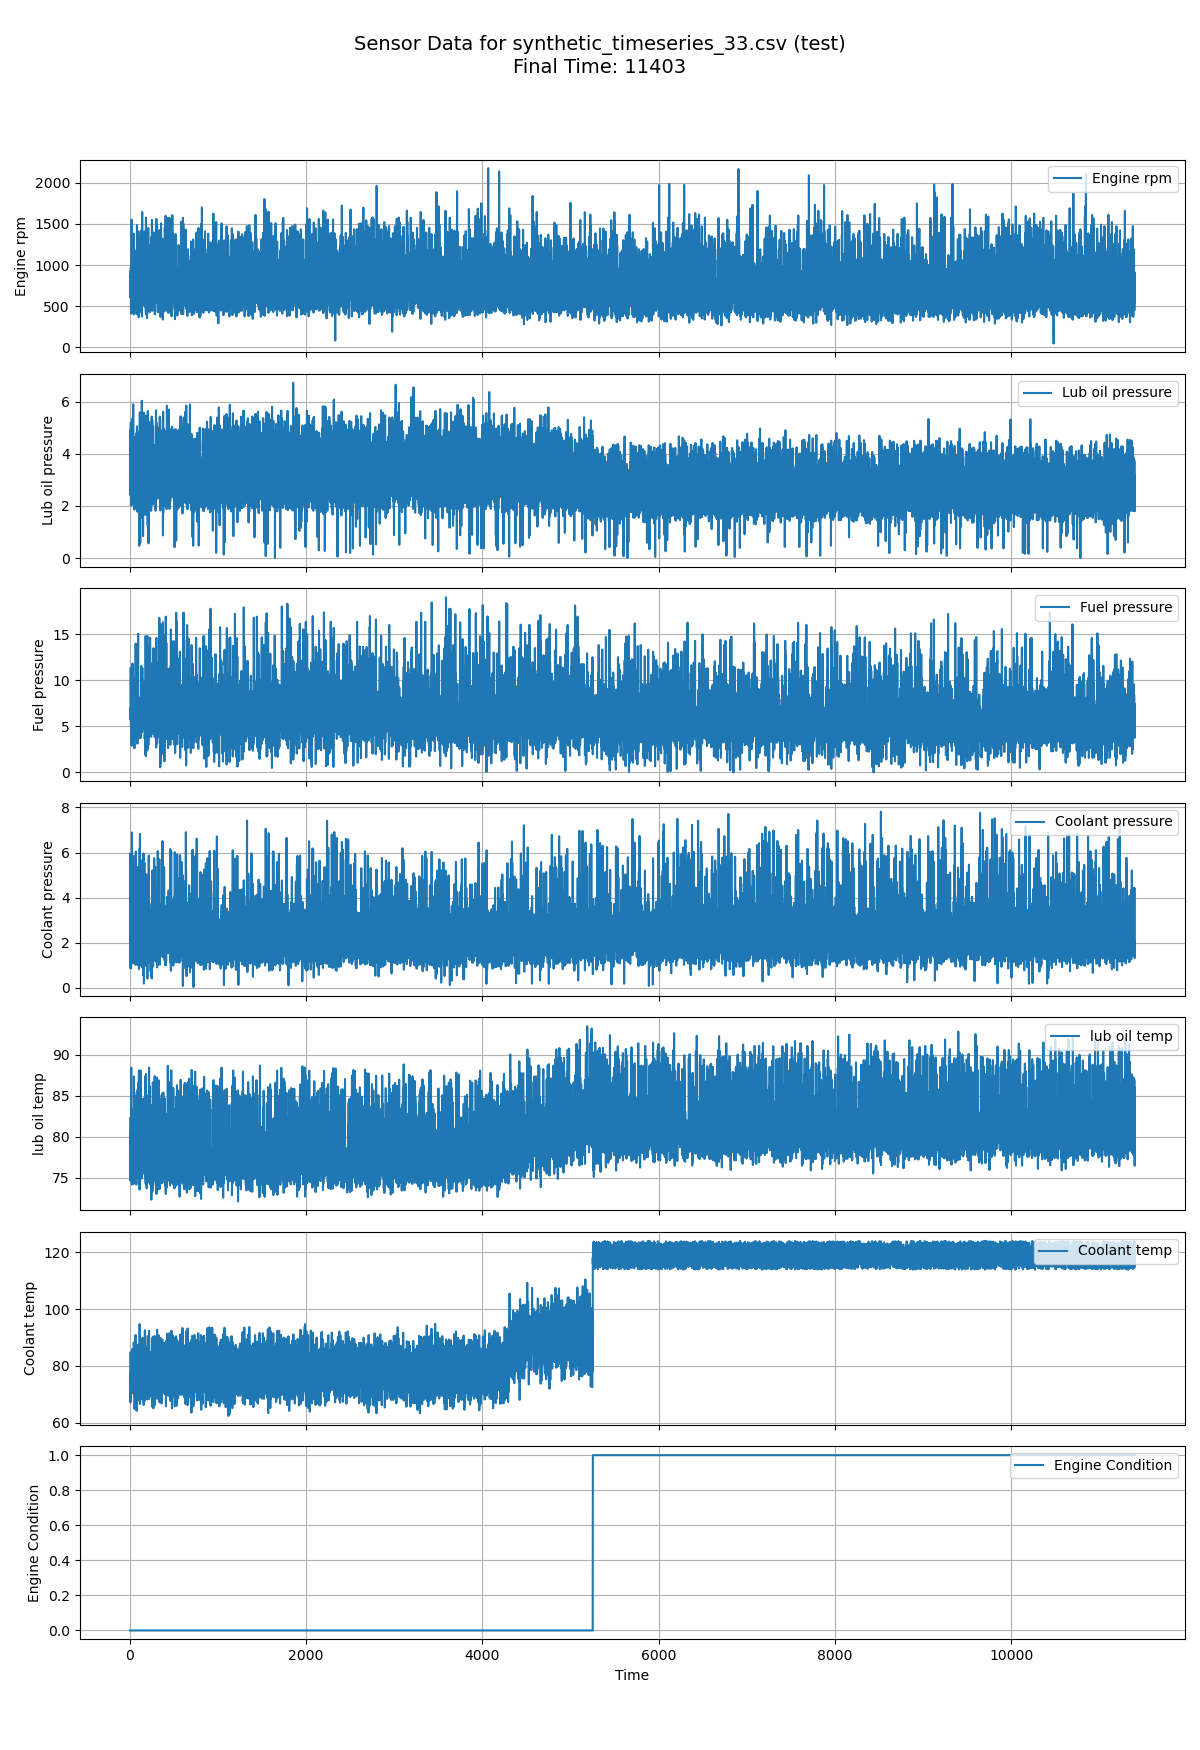 Sensor Data for synthetic_timeseries_33.csv (test)
Final Time: 11403
Engine rpm
2000
1500
1000
500
0
Engine rpm
Lub oil pressure
6
4
2
0
Lub oil pressure
Fuel pressure
15
10
5
0
Fuel pressure
Coolant pressure
8
6
4
2
0
Coolant pressure
lub oil temp
90
85
80
75
lub oil temp
Coolant temp
120
100
80
60
Coolant temp
Engine Condition
1.0
0.8
0.6
0.4
0.2
0.0
Engine Condition
0 2000 4000 6000 8000 10000
Time